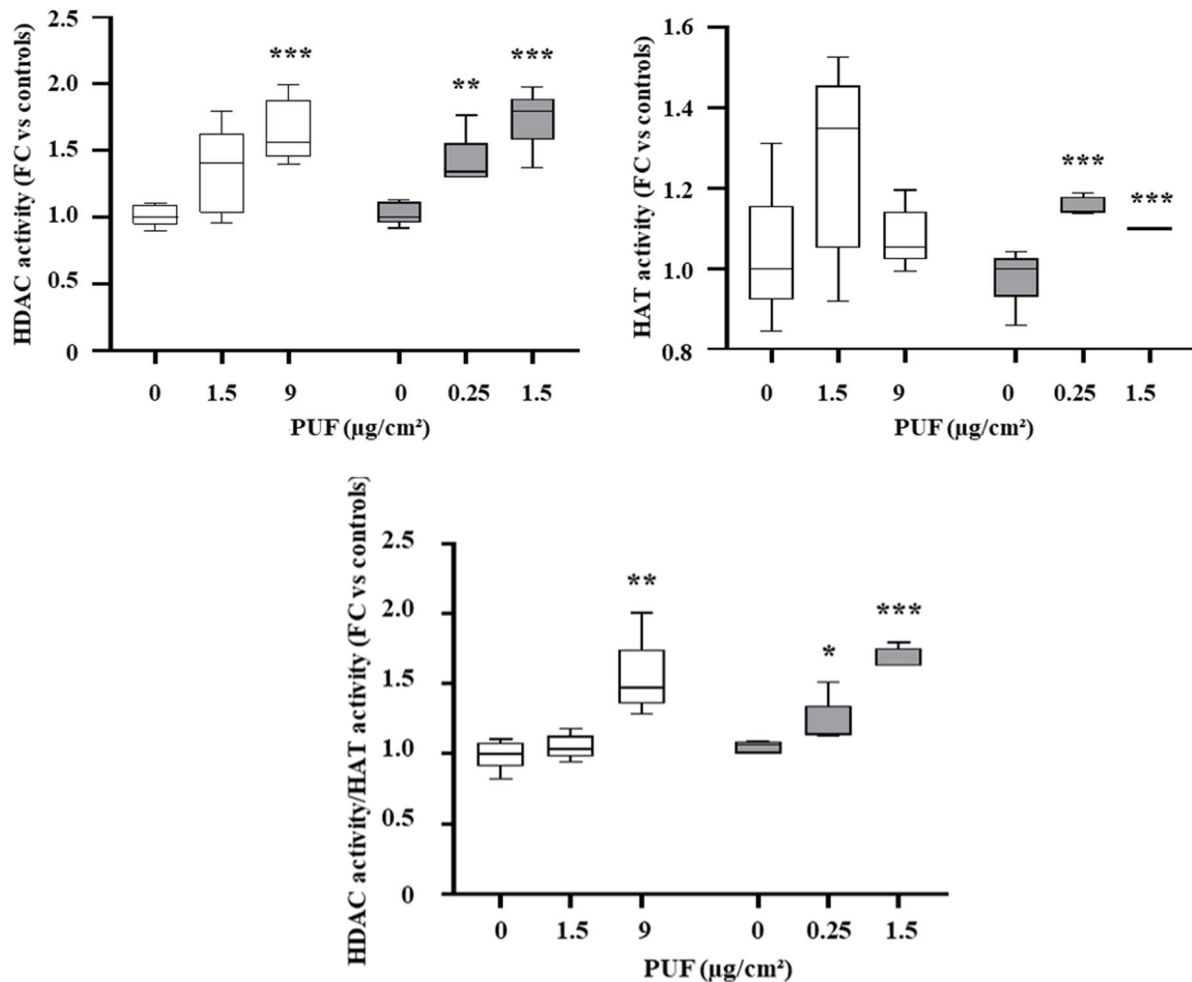 HDAC activity (FC vs controls)
2.5
2.0
1.5
1.0
0.5
0
***
**
***
0 1.5 9 0 0.25 1.5
PUF (µg/cm²)
HAT activity (FC vs controls)
1.6
1.4
1.2
1.0
0.8
***
***
0 1.5 9 0 0.25 1.5
PUF (µg/cm²)
HDAC activity/HAT activity (FC vs controls)
2.5
2.0
1.5
1.0
0.5
0
**
*
***
0 1.5 9 0 0.25 1.5
PUF (µg/cm²)